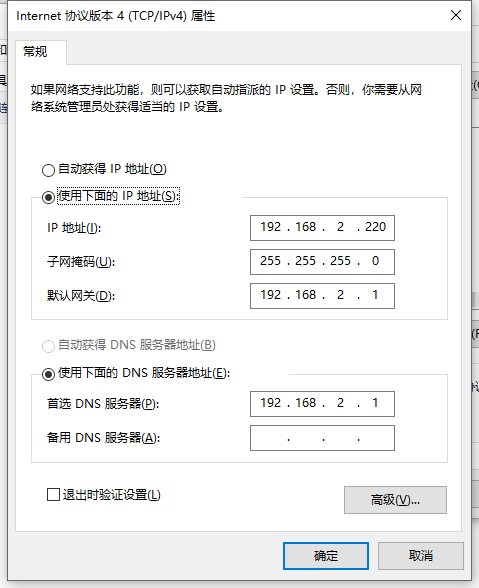 Internet 协议版本 4 (TCP/IPv4) 属性
常规
如果网络支持此功能，则可以获取自动指派的 IP 设置。否则，你需要从网
络系统管理员处获得适当的 IP 设置。
自动获得 IP 地址(O)
使用下面的 IP 地址(S):
IP 地址(I): 192 . 168 . 2 . 220
子网掩码(U): 255 . 255 . 255 . 0
默认网关(D): 192 . 168 . 2 . 1
自动获得 DNS 服务器地址(B)
使用下面的 DNS 服务器地址(E):
首选 DNS 服务器(P): 192 . 168 . 2 . 1
备用 DNS 服务器(A): . . .
退出时验证设置(L)
高级(V)...
确定 取消